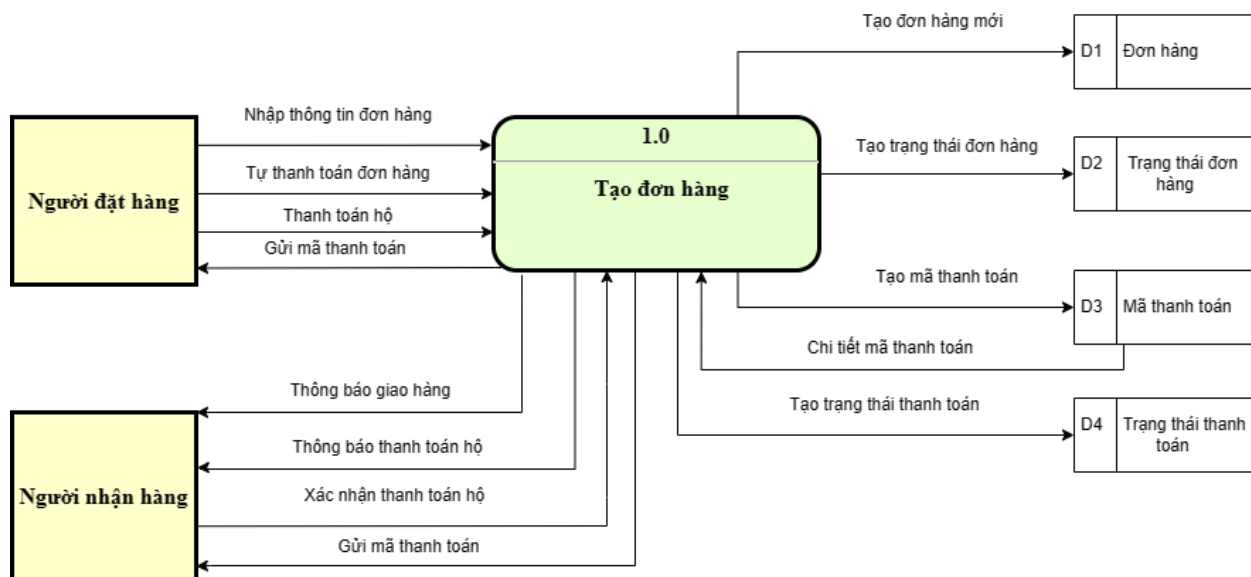 Tạo đơn hàng mới
D1
Đơn hàng
Nhập thông tin đơn hàng
1.0
Tạo trạng thái đơn hàng
D2
Trạng thái đơn
hàng
Tự thanh toán đơn hàng
Tạo đơn hàng
Người đặt hàng
Thanh toán hộ
Gửi mã thanh toán
Tạo mã thanh toán
D3
Mã thanh toán
Chi tiết mã thanh toán
Thông báo giao hàng
Tạo trạng thái thanh toán
D4
Trạng thái thanh
toán
Thông báo thanh toán hộ
Người nhận hàng
Xác nhận thanh toán hộ
Gửi mã thanh toán